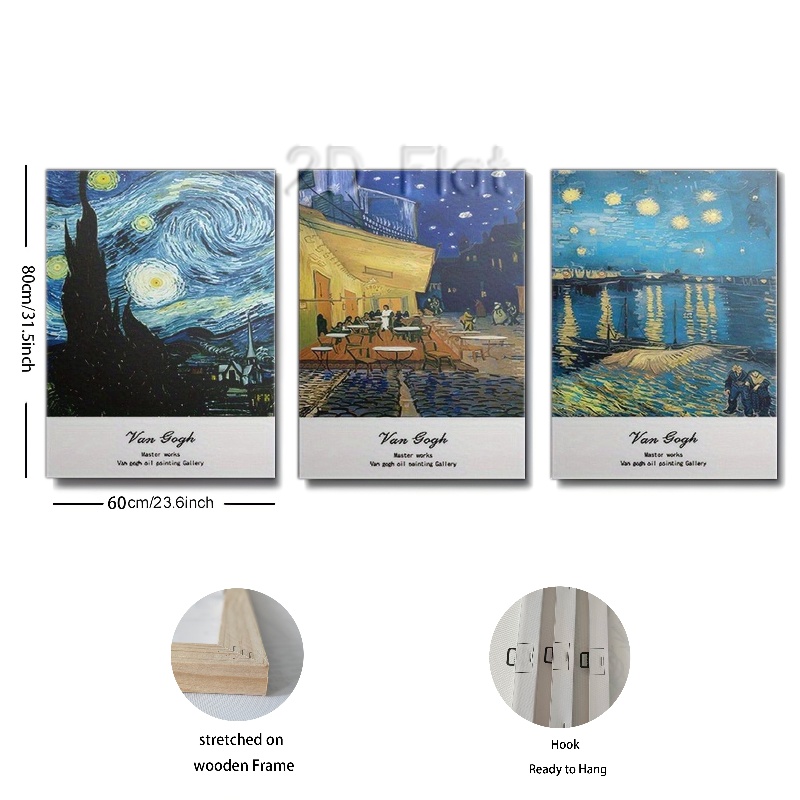 2D Flat
80cm/31.5inch
Van Gogh
Master works
Van gogh oil painting Gallery
Van Gogh
Master works
Van gogh oil painting Gallery
Van Gogh
Master works
Van gogh oil painting Gallery
60cm/23.6inch
stretched on
wooden Frame
Hook
Ready to Hang